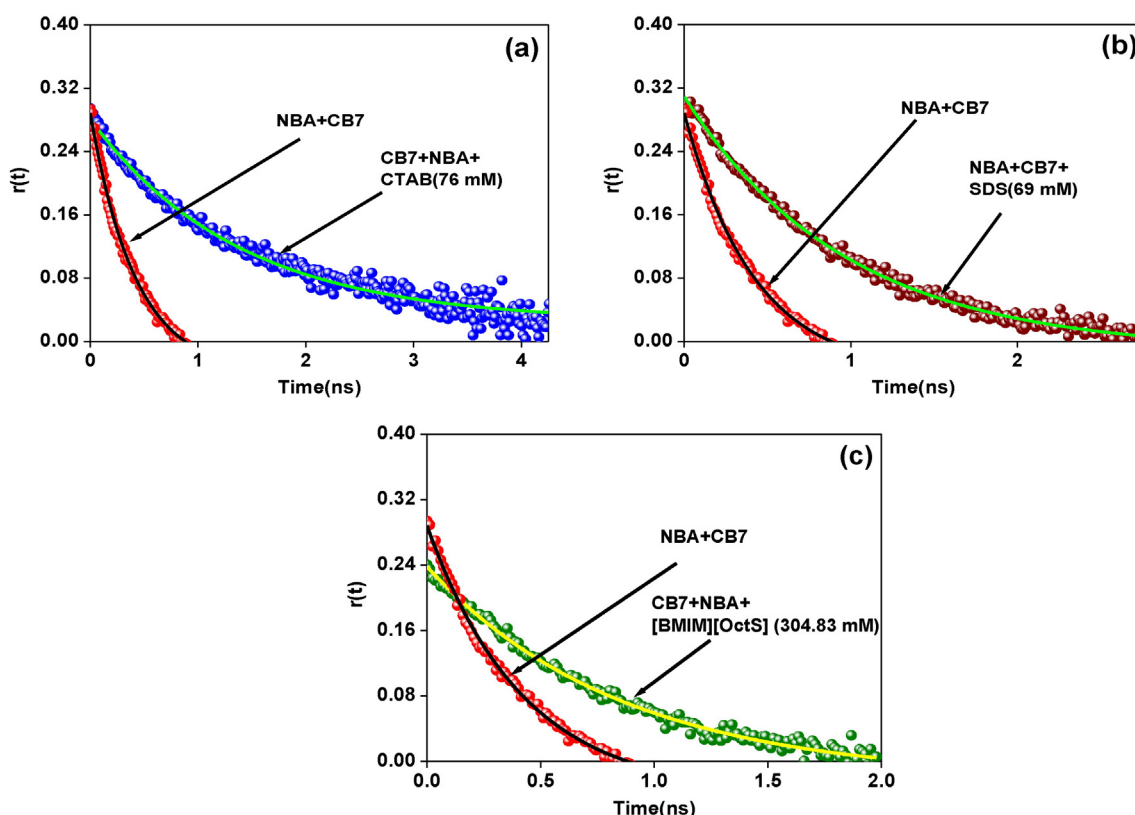 (a)
0.40
0.32
0.24
0.16
0.08
0.00
r(t)
NBA+CB7
CB7+NBA+
CTAB(76 mM)
0 1 2 3 4
Time(ns)
(b)
0.40
0.32
0.24
0.16
0.08
0.00
r(t)
NBA+CB7
NBA+CB7+
SDS(69 mM)
0 1 2
Time(ns)
(c)
0.40
0.32
0.24
0.16
0.08
0.00
r(t)
NBA+CB7
CB7+NBA+
[BMIM][OctS] (304.83 mM)
0.0 0.5 1.0 1.5 2.0
Time(ns)